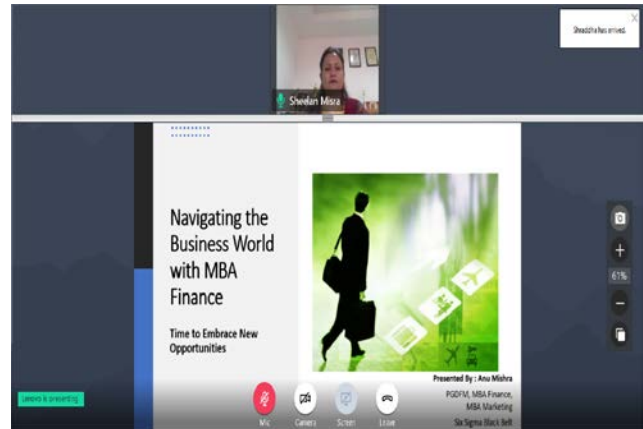 Shraddha has arrived.
Sheelan Misra
Navigating the
Business World
with MBA
Finance
Time to Embrace New
Opportunities
Presented By : Anu Mishra
PGDFM, MBA Finance,
MBA Marketing
Six Sigma Black Belt
61%
Lenovo is presenting
Mic
Camera
Screen
Leave